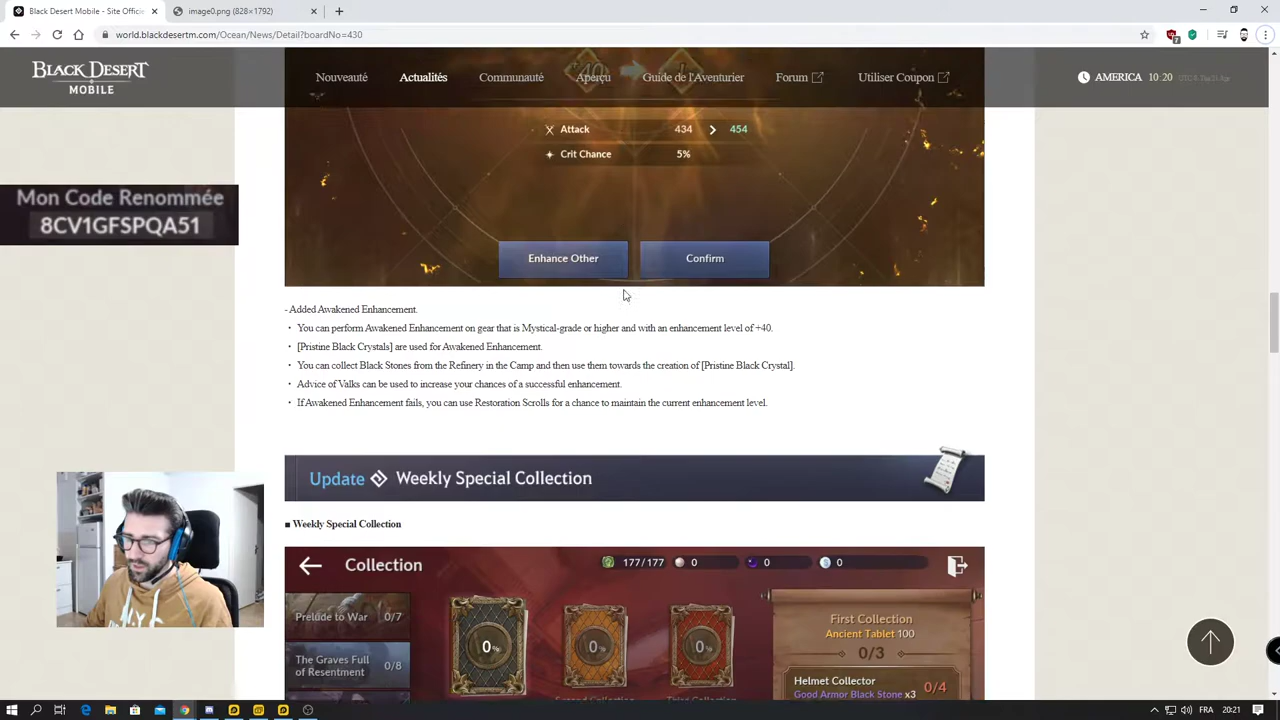 Black Desert Mobile - Site Offici
image0.png (828×1792)
world.blackdesertm.com/Ocean/News/Detail?boardNo=430
7
BLACK DESERT
MOBILE
Nouveauté
Actualités
Communauté
Aperçu
Guide de l'Aventurier
Forum
Utiliser Coupon
AMERICA 10:20
Attack 434 454
Crit Chance 5%
Mon Code Renommée
8CV1GFSPQA51
Enhance Other
Confirm
- Added Awakened Enhancement.
・ You can perform Awakened Enhancement on gear that is Mystical-grade or higher and with an enhancement level of +40.
・ [Pristine Black Crystals] are used for Awakened Enhancement.
・ You can collect Black Stones from the Refinery in the Camp and then use them towards the creation of [Pristine Black Crystal].
・ Advice of Valks can be used to increase your chances of a successful enhancement.
・ If Awakened Enhancement fails, you can use Restoration Scrolls for a chance to maintain the current enhancement level.
Update Weekly Special Collection
■ Weekly Special Collection
Collection
177/177 0 0 0
Prelude to War 0/7
The Graves Full
of Resentment 0/8
0%
0%
0%
Second Collection
Third Collection
First Collection
Ancient Tablet 100
0/3
Helmet Collector
Good Armor Black Stone x3
0/4
FRA
20:21